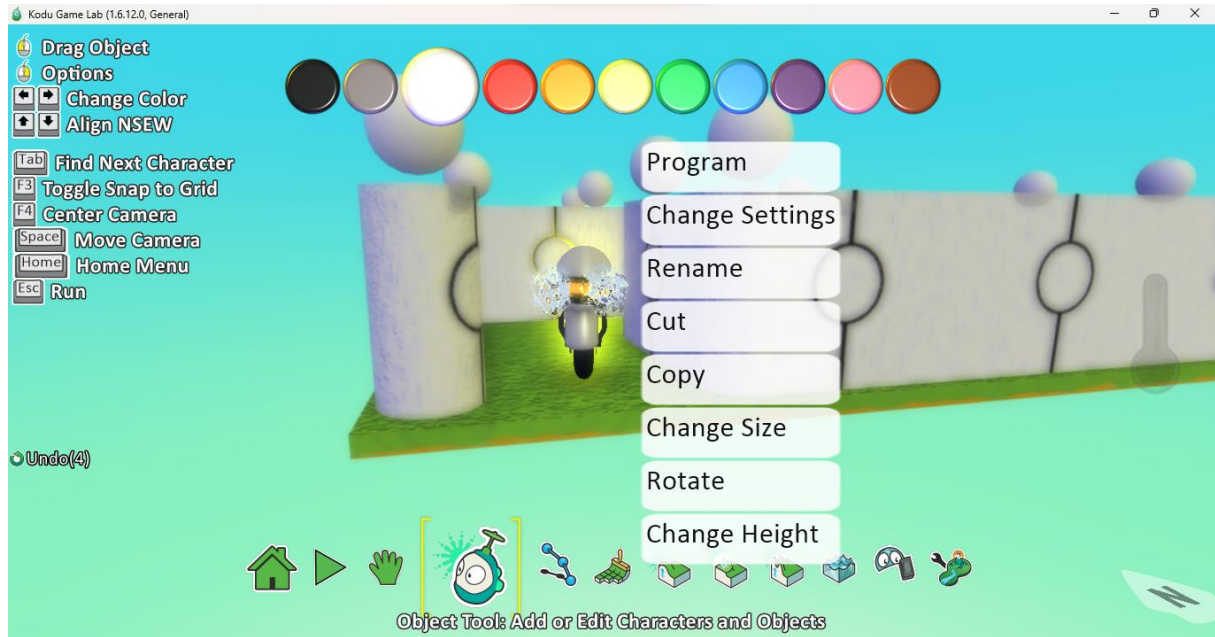 Kodu Game Lab (1.6.12.0, General)
Drag Object
Options
Change Color
Align NSEW
Tab Find Next Character
F3 Toggle Snap to Grid
F4 Center Camera
Space Move Camera
Home Home Menu
Esc Run
Program
Change Settings
Rename
Cut
Copy
Change Size
Rotate
Change Height
Undo(4)
Object Tool: Add or Edit Characters and Objects
N